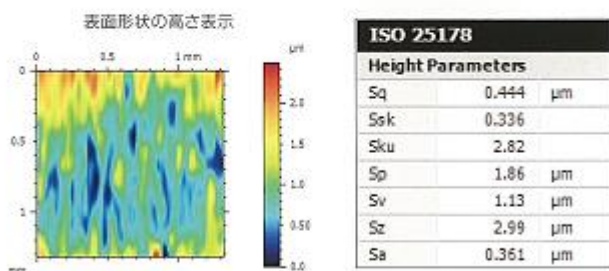 表面形状の高さ表示
0 0.5 1 mm
0
0.5
1
µm
2.5
1.5
1.0
0.50
0.0
ISO 25178
Height Parameters
Sq 0.444 µm
Ssk 0.336
Sku 2.82
Sp 1.86 µm
Sv 1.13 µm
Sz 2.99 µm
Sa 0.361 µm